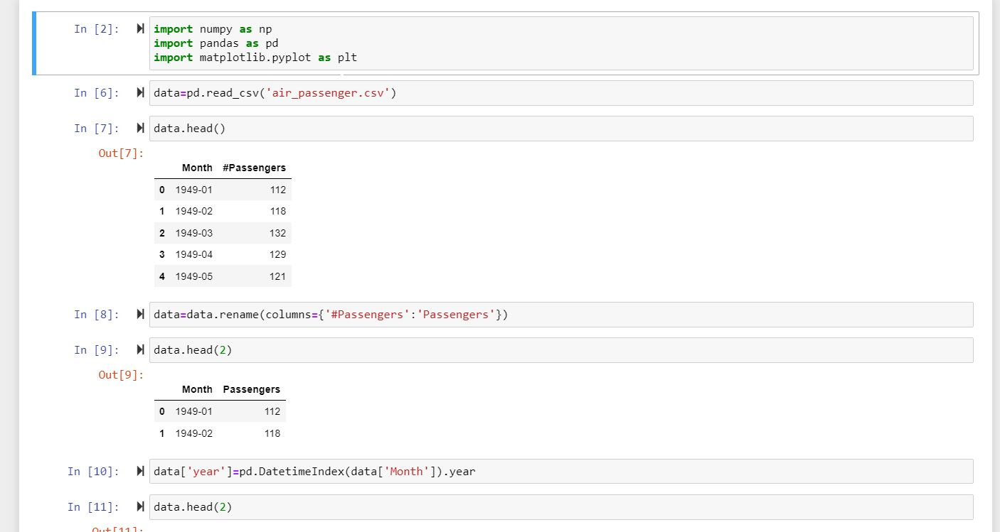 In [2]: import numpy as np
import pandas as pd
import matplotlib.pyplot as plt
In [6]: data=pd.read_csv('air_passenger.csv')
In [7]: data.head()
Out[7]:
Month #Passengers
0 1949-01 112
1 1949-02 118
2 1949-03 132
3 1949-04 129
4 1949-05 121
In [8]: data=data.rename(columns={'#Passengers':'Passengers'})
In [9]: data.head(2)
Out[9]:
Month Passengers
0 1949-01 112
1 1949-02 118
In [10]: data['year']=pd.DatetimeIndex(data['Month']).year
In [11]: data.head(2)
Out[11]: